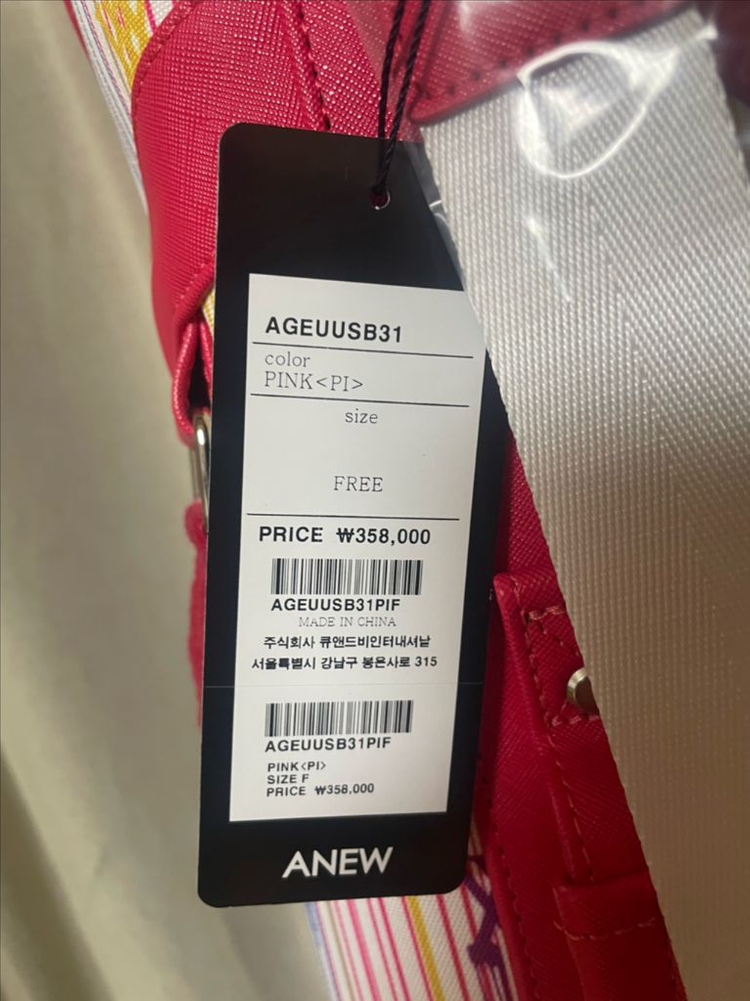 AGEUUSB31
color
PINK<PI>
size
FREE
PRICE ₩358,000
AGEUUSB31PIF
MADE IN CHINA
주식회사 큐앤드비인터내셔날
서울특별시 강남구 봉은사로 315
AGEUUSB31PIF
PINK<PI>
SIZE F
PRICE ₩358,000
ANEW